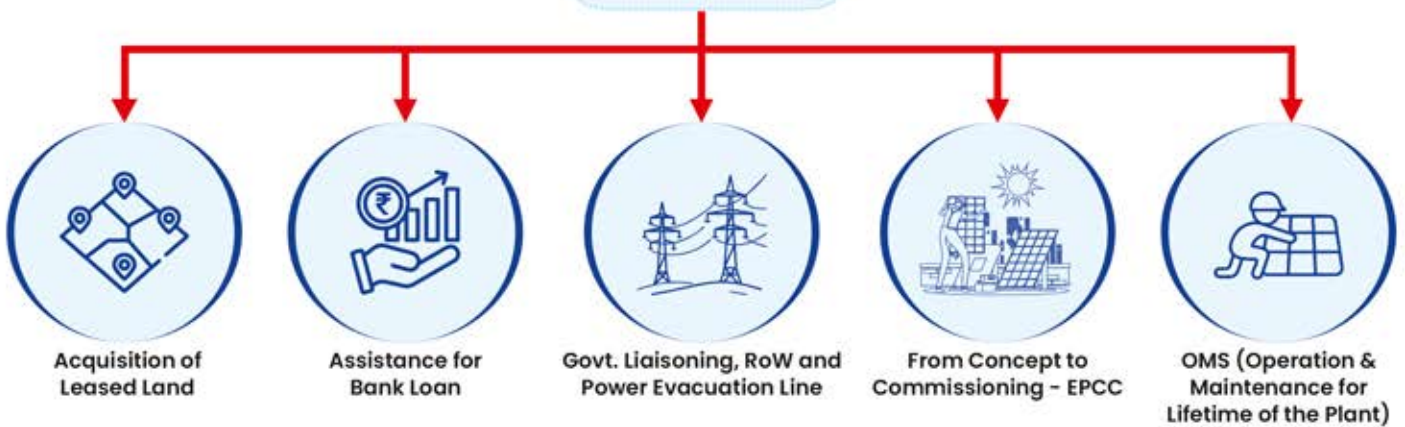 Acquisition of
Leased Land
Assistance for
Bank Loan
Govt. Liaisoning, RoW and
Power Evacuation Line
From Concept to
Commissioning - EPCC
OMS (Operation &
Maintenance for
Lifetime of the Plant)